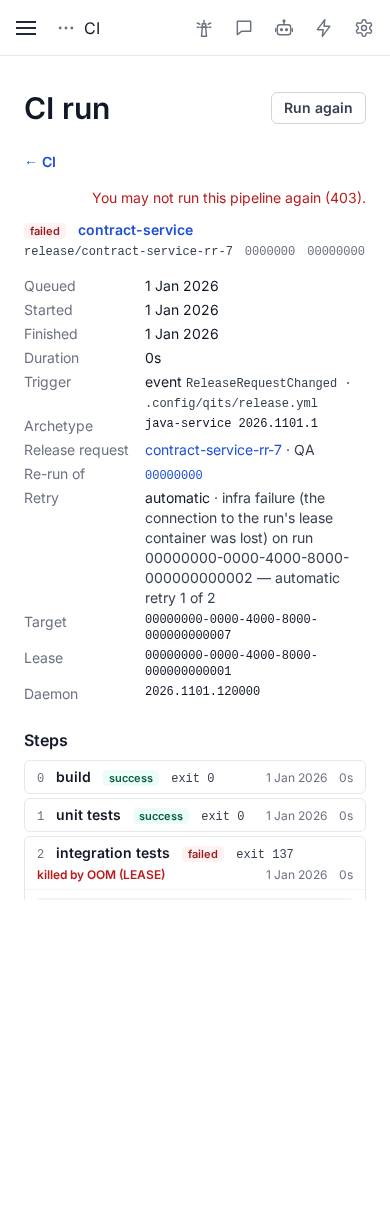 CI
CI run
Run again
← CI
You may not run this pipeline again (403).
failed contract-service
release/contract-service-rr-7 0000000 00000000
Queued 1 Jan 2026
Started 1 Jan 2026
Finished 1 Jan 2026
Duration 0s
Trigger event ReleaseRequestChanged ·
.config/qits/release.yml
Archetype java-service 2026.1101.1
Release request contract-service-rr-7 · QA
Re-run of 00000000
Retry automatic · infra failure (the
connection to the run's lease
container was lost) on run
00000000-0000-4000-8000-
000000000002 — automatic
retry 1 of 2
Target 00000000-0000-4000-8000-
000000000007
Lease 00000000-0000-4000-8000-
000000000001
Daemon 2026.1101.120000
Steps
0 build success exit 0 1 Jan 2026 0s
1 unit tests success exit 0 1 Jan 2026 0s
2 integration tests failed exit 137
killed by OOM (LEASE) 1 Jan 2026 0s